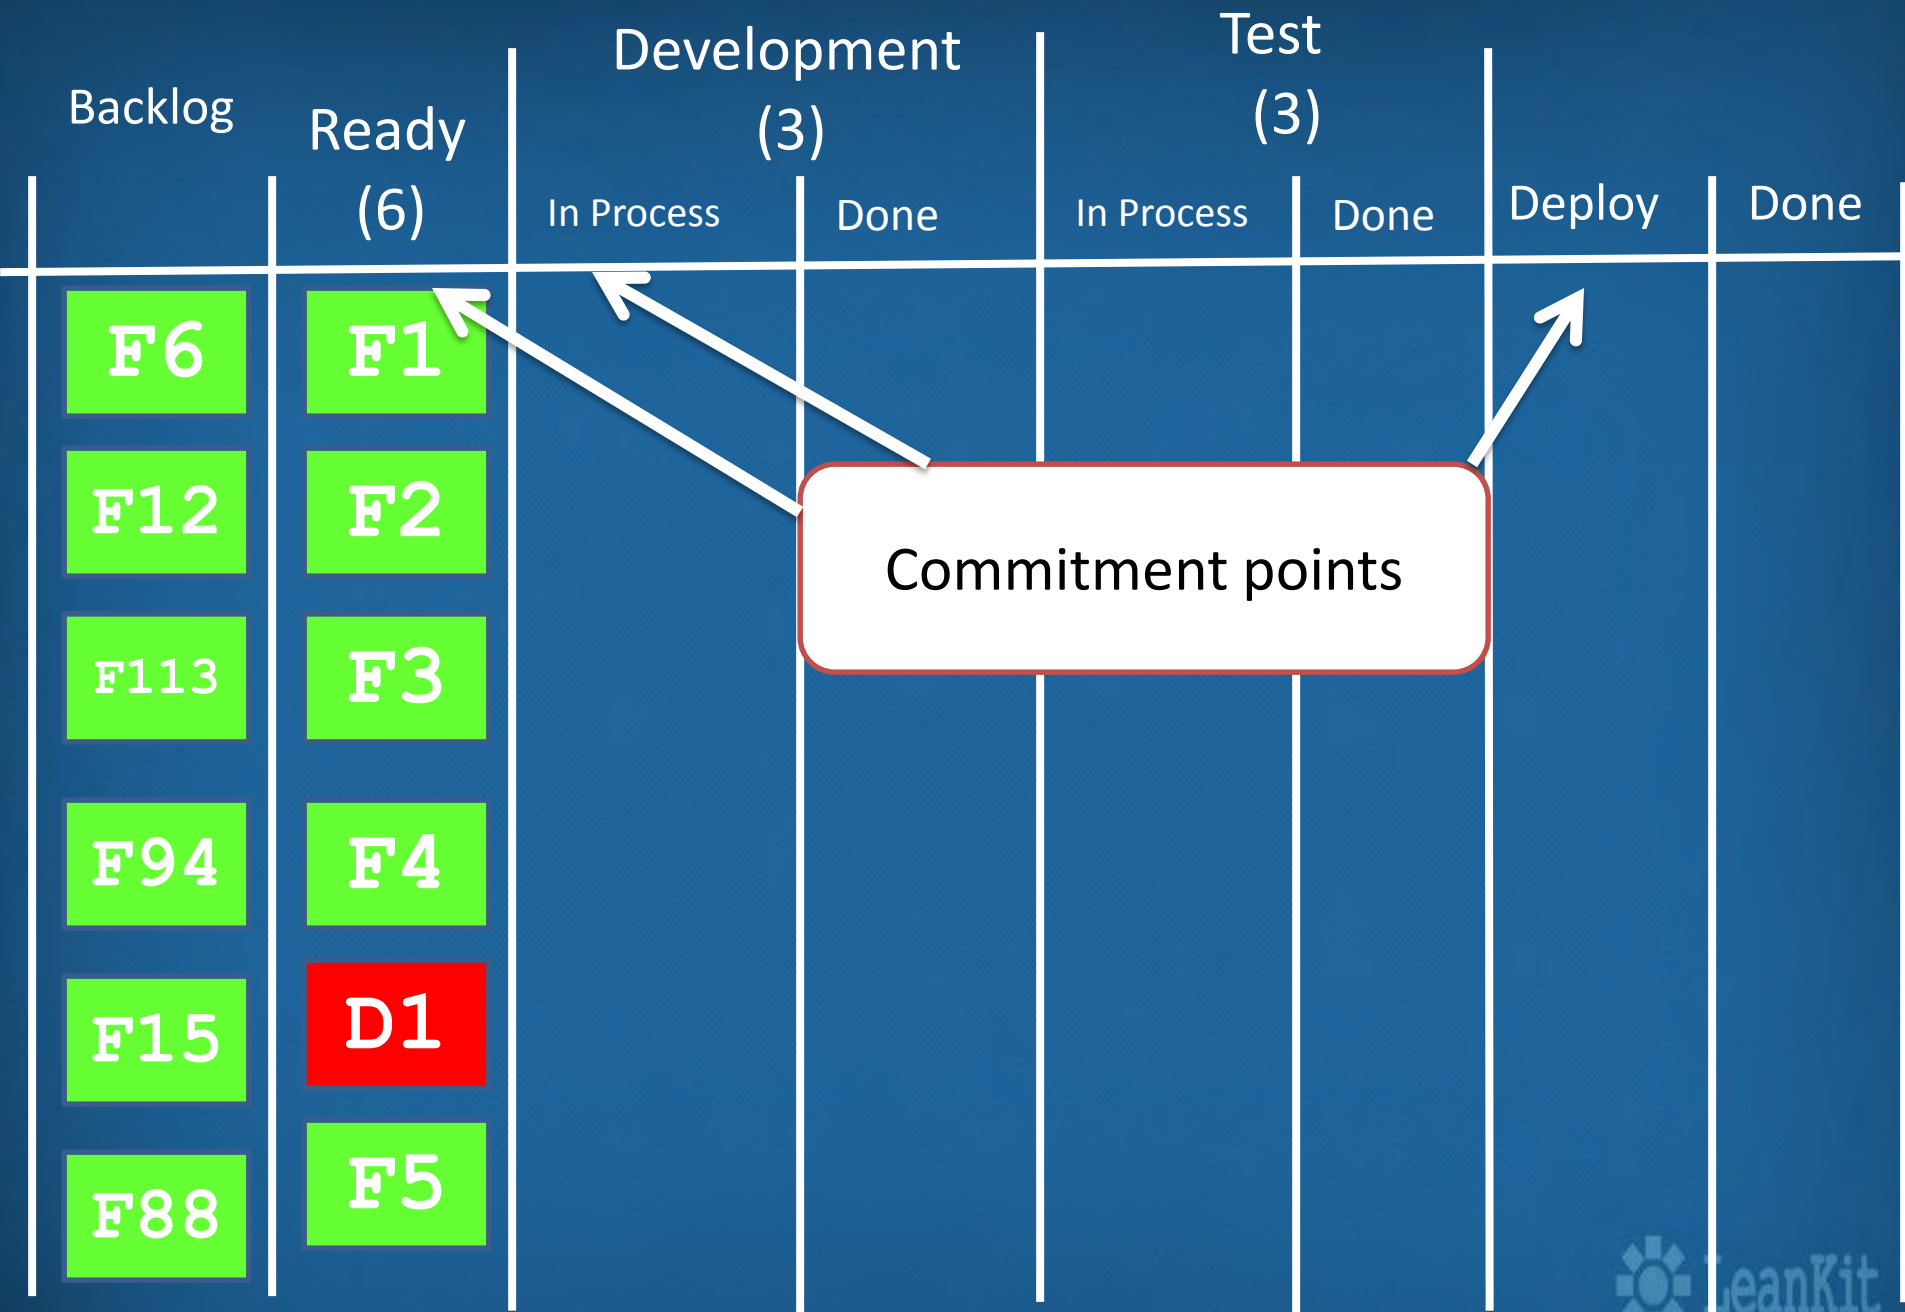 Backlog
Ready
(6)
Development
(3)
In Process
Done
Test
(3)
In Process
Done
Deploy
Done
F6
F1
F12
F2
Commitment points
F113
F3
F94
F4
F15
D1
F88
F5
LeanKit